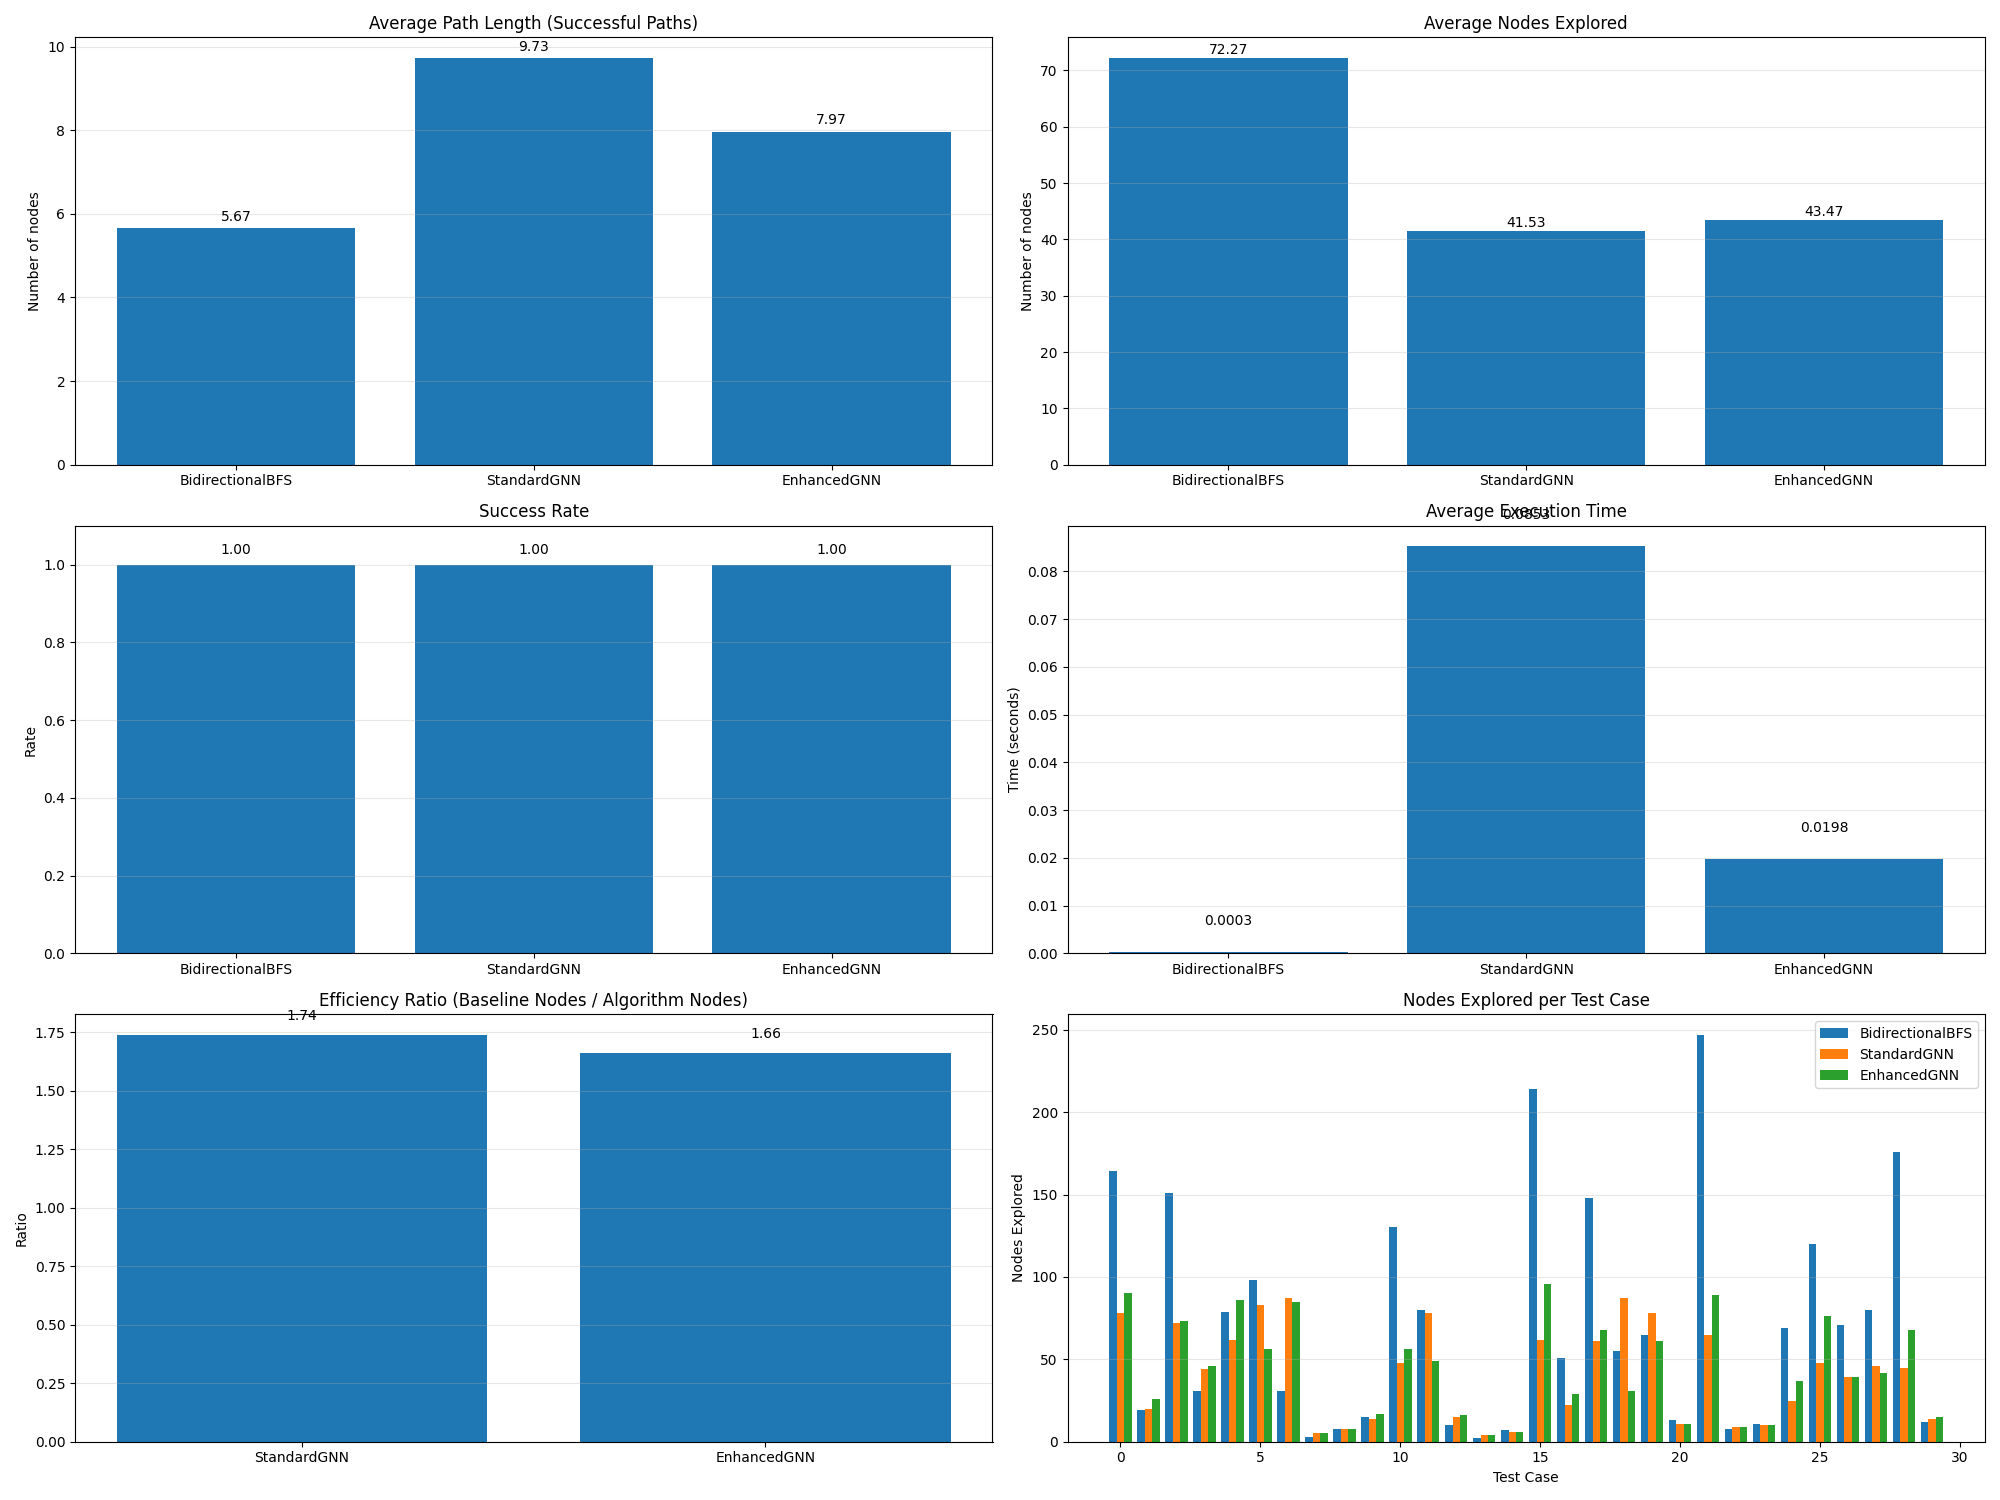 Average Path Length (Successful Paths)
Number of nodes
10
8
6
4
2
0
5.67
9.73
7.97
BidirectionalBFS
StandardGNN
EnhancedGNN
Average Nodes Explored
Number of nodes
70
60
50
40
30
20
10
0
72.27
41.53
43.47
BidirectionalBFS
StandardGNN
EnhancedGNN
Success Rate
Rate
1.0
0.8
0.6
0.4
0.2
0.0
1.00
1.00
1.00
BidirectionalBFS
StandardGNN
EnhancedGNN
Average Execution Time
Time (seconds)
0.08
0.07
0.06
0.05
0.04
0.03
0.02
0.01
0.00
0.0003
0.0853
0.0198
BidirectionalBFS
StandardGNN
EnhancedGNN
Efficiency Ratio (Baseline Nodes / Algorithm Nodes)
Ratio
1.75
1.50
1.25
1.00
0.75
0.50
0.25
0.00
1.74
1.66
StandardGNN
EnhancedGNN
Nodes Explored per Test Case
Nodes Explored
250
200
150
100
50
0
BidirectionalBFS
StandardGNN
EnhancedGNN
0
5
10
15
20
25
30
Test Case